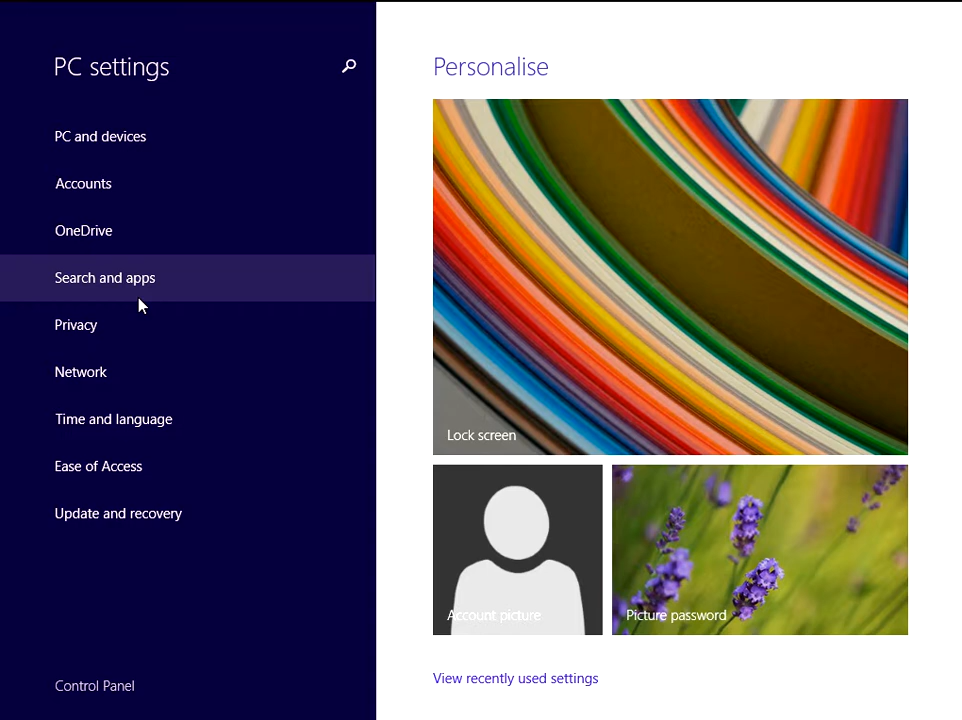 PC settings
PC and devices
Accounts
OneDrive
Search and apps
Privacy
Network
Time and language
Ease of Access
Update and recovery
Control Panel
Personalise
Lock screen
Account picture
Picture password
View recently used settings